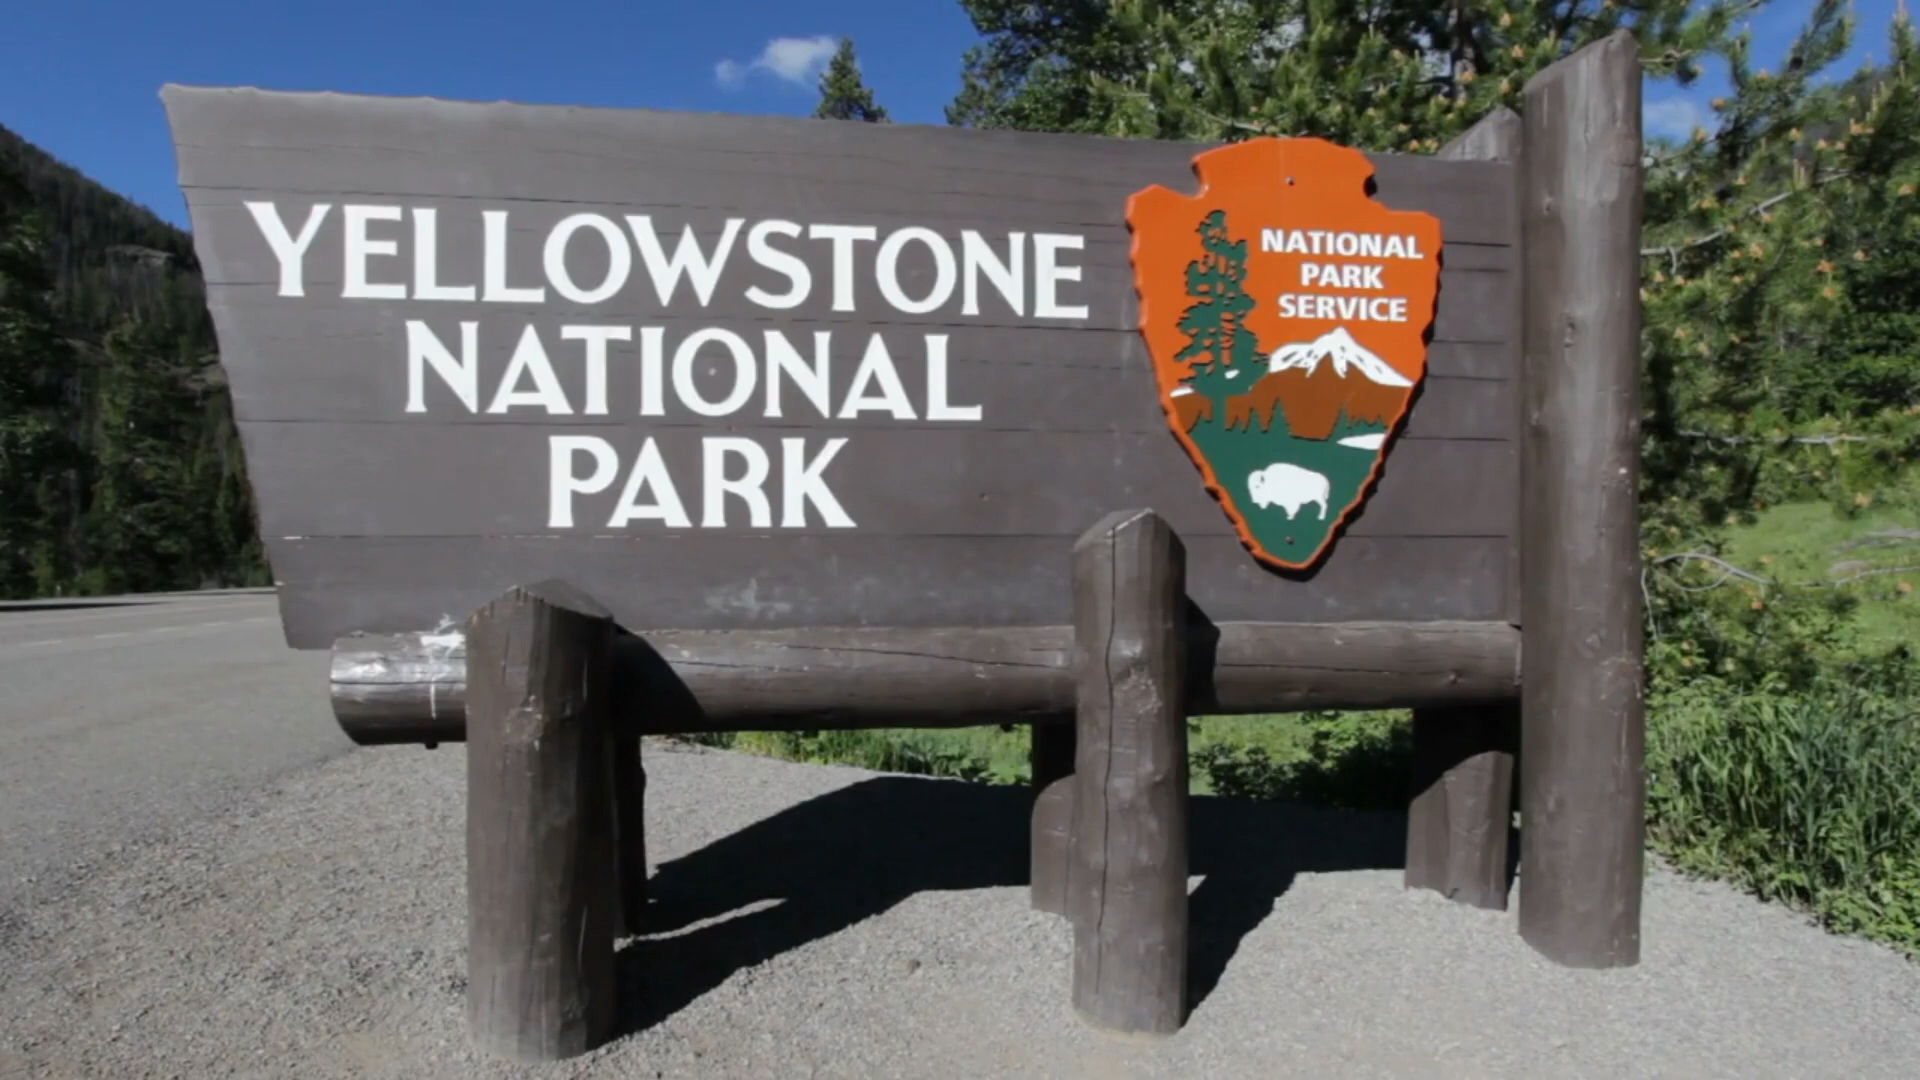 YELLOWSTONE
NATIONAL
PARK
NATIONAL
PARK
SERVICE